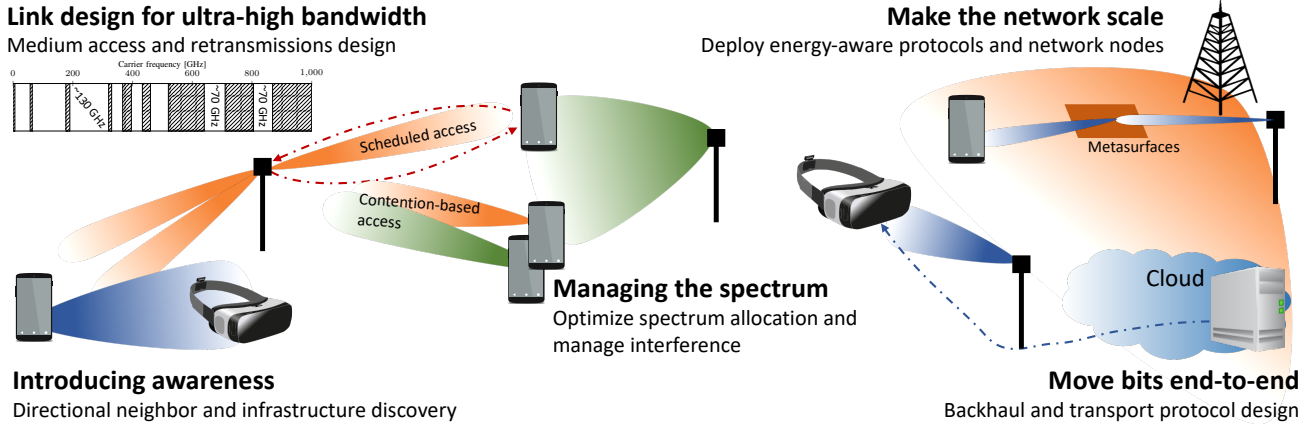 Link design for ultra-high bandwidth
Medium access and retransmissions design
Carrier frequency [GHz]
0 200 400 600 800 1,000
~130 GHz
~70 GHz
~70 GHz
Scheduled access
Contention-based
access
Managing the spectrum
Optimize spectrum allocation and
manage interference
Introducing awareness
Directional neighbor and infrastructure discovery
Make the network scale
Deploy energy-aware protocols and network nodes
Metasurfaces
Cloud
Move bits end-to-end
Backhaul and transport protocol design